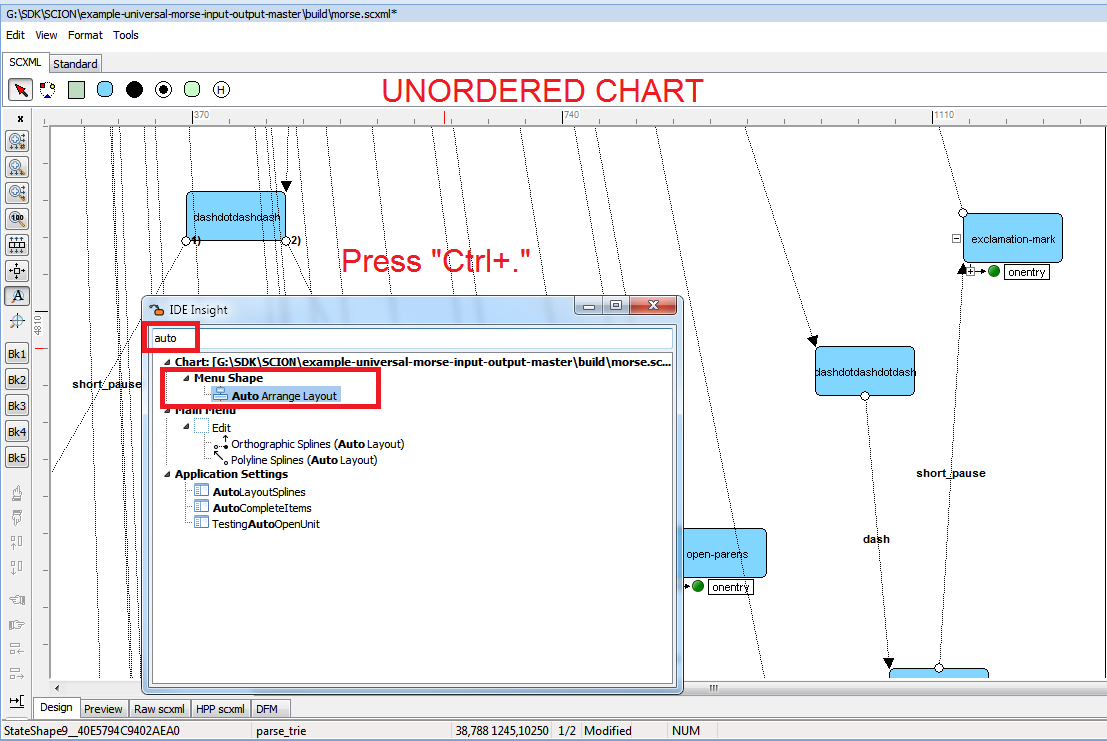 G:\SDK\SCION\example-universal-morse-input-output-master\build\morse.scxml*
Edit View Format Tools
SCXML Standard
H
UNORDERED CHART
x
370 740 1110
100
A
4810
Bk1
Bk2
Bk3
Bk4
Bk5
dashdotdashdash
1) 2)
Press "Ctrl+."
exclamation-mark
onentry
short_pause
dashdotdashdotdash
short_pause
dash
open-parens
onentry
IDE Insight
auto
Chart: [G:\SDK\SCION\example-universal-morse-input-output-master\build\morse.sc...
Menu Shape
Auto Arrange Layout
Main Menu
Edit
Orthographic Splines (Auto Layout)
Polyline Splines (Auto Layout)
Application Settings
AutoLayoutSplines
AutoCompleteItems
TestingAutoOpenUnit
Design Preview Raw scxml HPP scxml DFM
StateShape9__40E5794C9402AEA0 parse_trie 38,788 1245,10250 1/2 Modified NUM